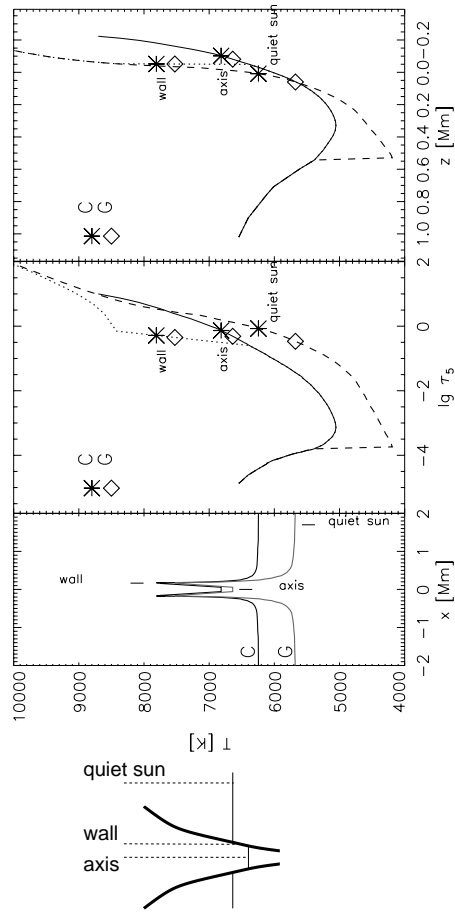 quiet sun
wall
axis
T [K]
10000
9000
8000
7000
6000
5000
4000
wall
axis
quiet sun
C
G
−2 −1 0 1 2
x [Mm]
C
G
wall
axis
quiet sun
−4 −2 0 2
lg τ5
C
G
wall
axis
quiet sun
1.0 0.8 0.6 0.4 0.2 0.0−0.2
z [Mm]